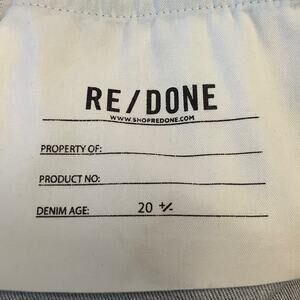 RE/DONE
WWW.SHOPREDONE.COM
PROPERTY OF:
PRODUCT NO:
DENIM AGE: 20 +/-